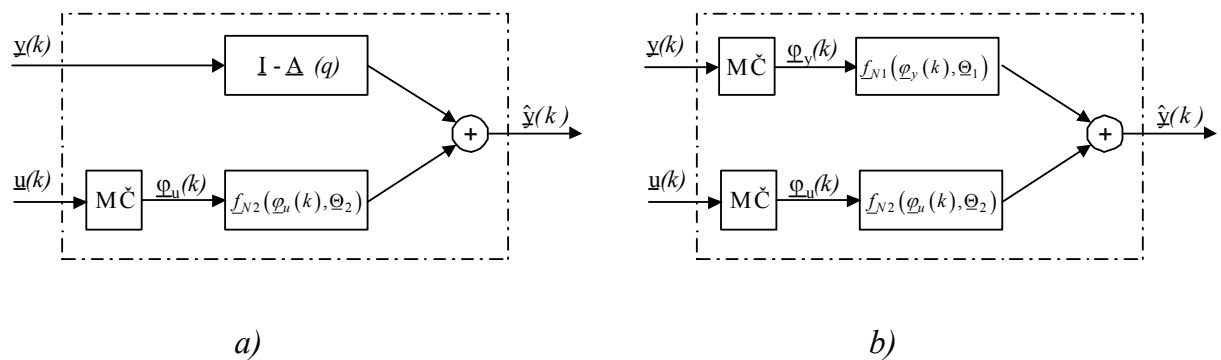 y(k)
I - A (q)
ŷ(k)
u(k)
MČ
φu(k)
fN2(φu(k),Θ2)
a)
y(k)
MČ
φy(k)
fN1(φy(k),Θ1)
ŷ(k)
u(k)
MČ
φu(k)
fN2(φu(k),Θ2)
b)